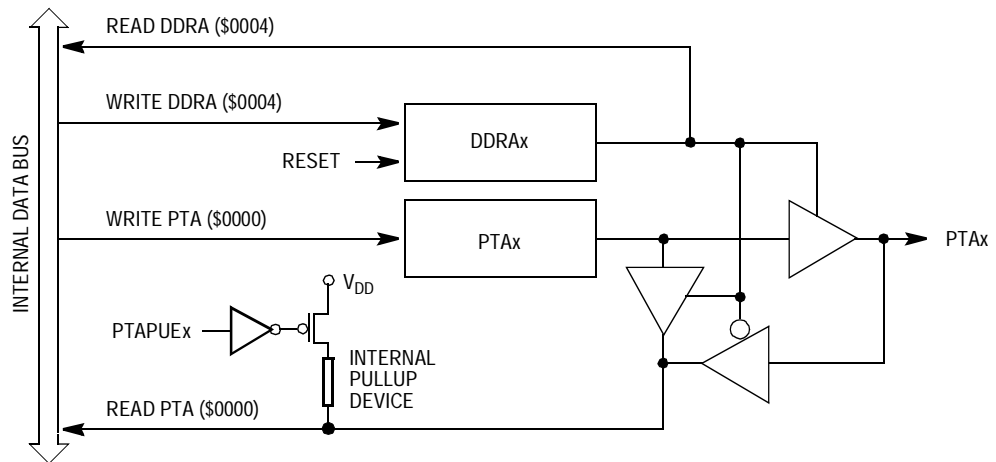 READ DDRA ($0004)
WRITE DDRA ($0004)
DDRAx
RESET
INTERNAL DATA BUS
WRITE PTA ($0000)
PTAx
PTAx
VDD
PTAPUEx
INTERNAL
PULLUP
DEVICE
READ PTA ($0000)